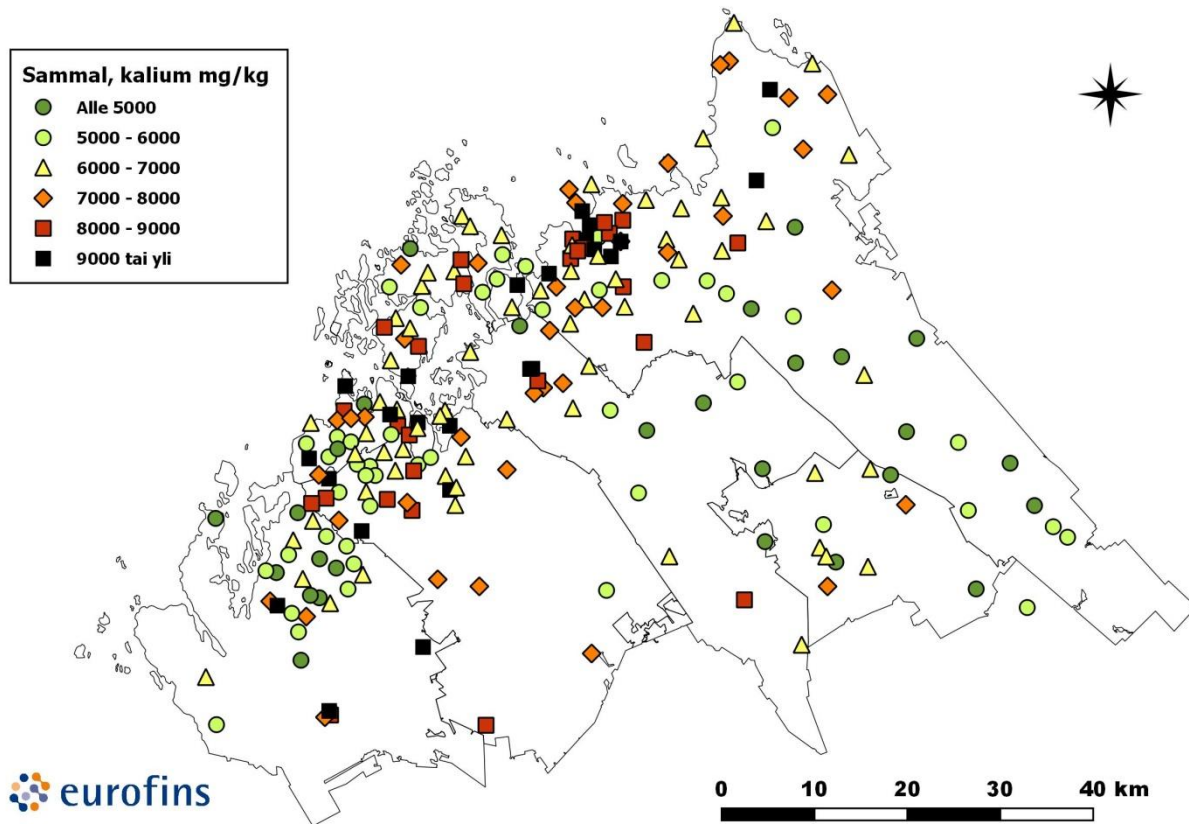 Sammal, kalium mg/kg
Alle 5000
5000 - 6000
6000 - 7000
7000 - 8000
8000 - 9000
9000 tai yli
eurofins
0 10 20 30 40 km